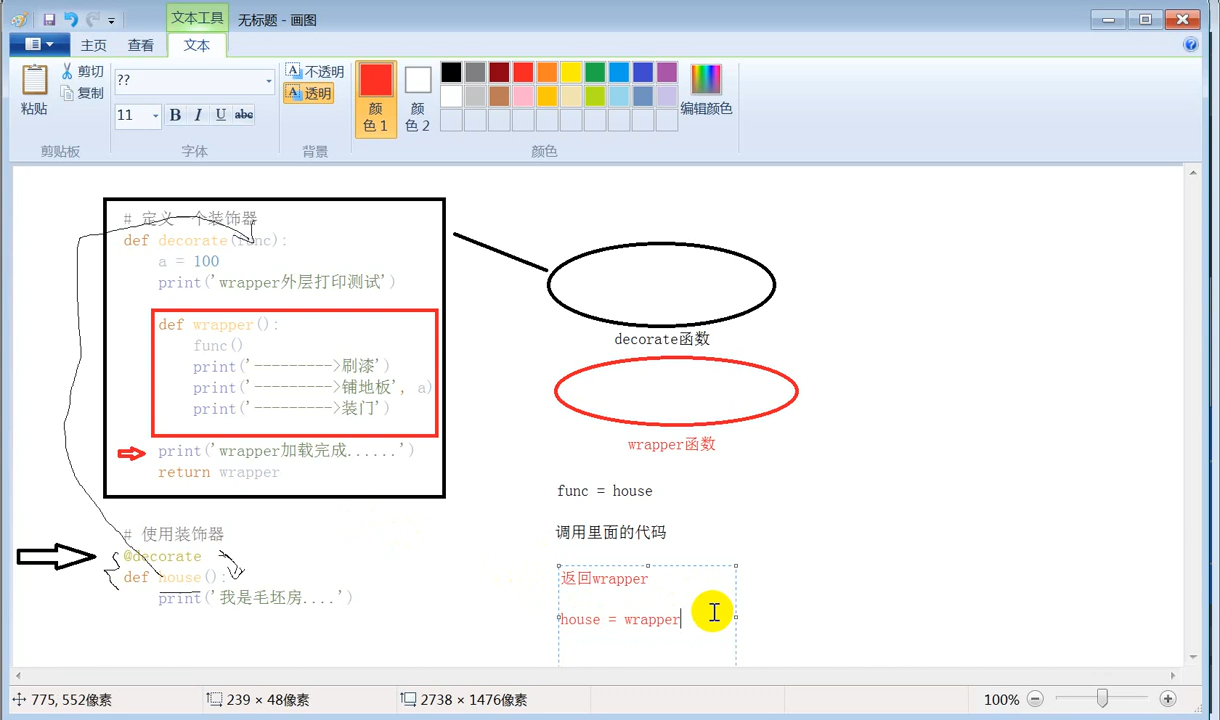 文本工具
无标题 - 画图
主页
查看
文本
粘贴
剪切
复制
剪贴板
??
11
B I U abc
字体
不透明
透明
背景
颜
色 1
颜
色 2
编辑颜色
颜色
# 定义一个装饰器
def decorate(func):
a = 100
print('wrapper外层打印测试')
def wrapper():
func()
print('--------->刷漆')
print('--------->铺地板', a)
print('--------->装门')
print('wrapper加载完成......')
return wrapper
# 使用装饰器
@decorate
def house():
print('我是毛坯房....')
decorate函数
wrapper函数
func = house
调用里面的代码
返回wrapper
house = wrapper
775, 552像素
239 × 48像素
2738 × 1476像素
100%